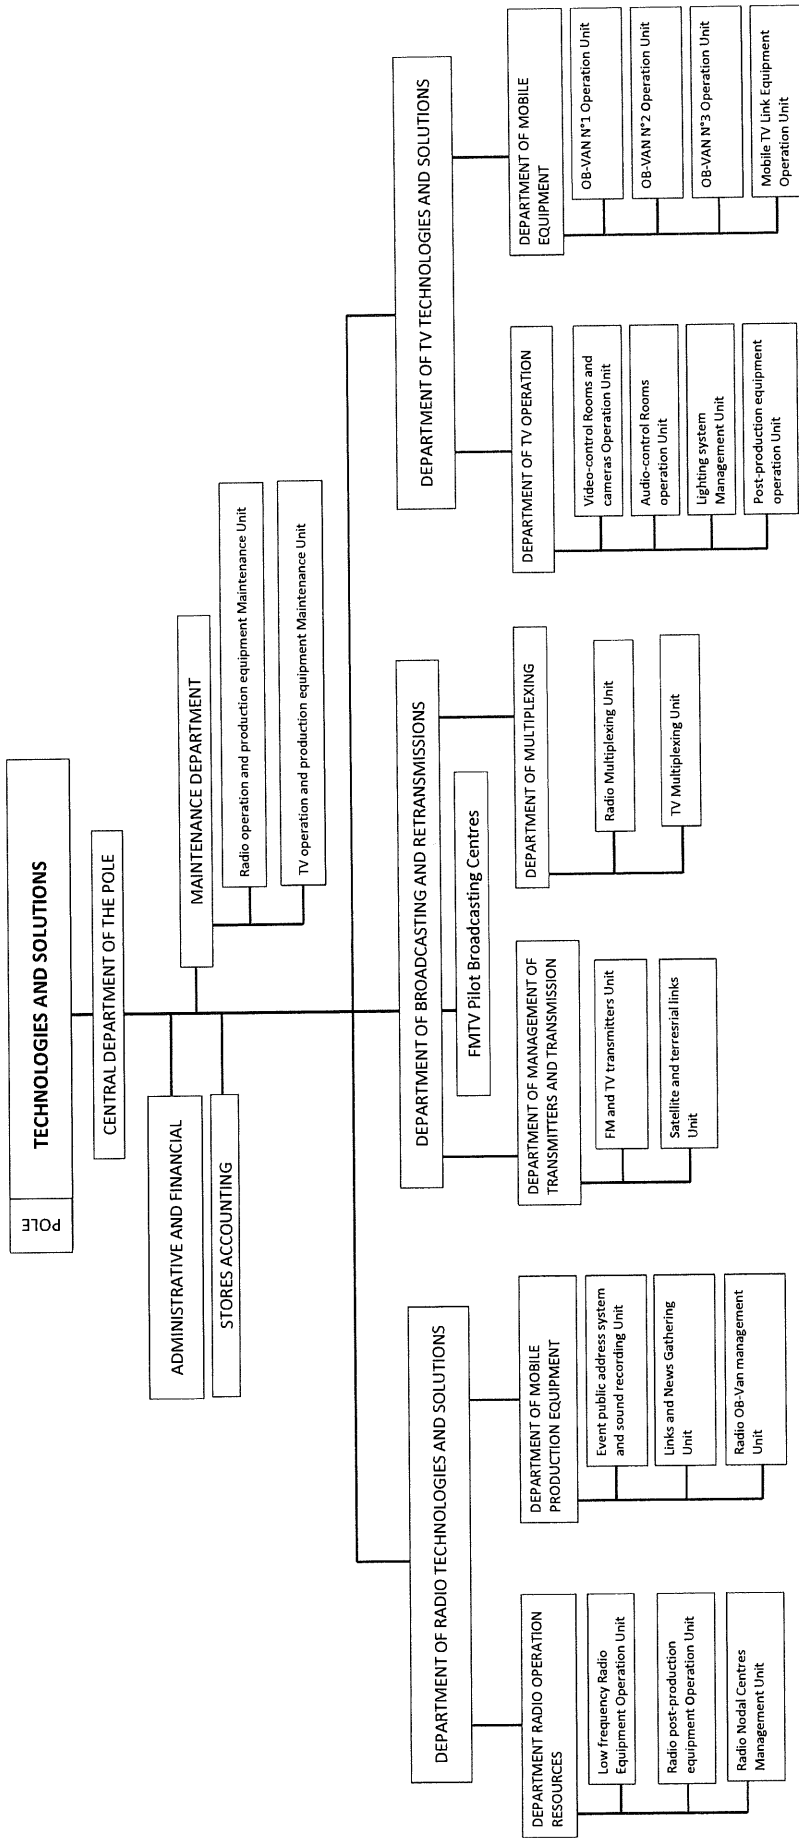 POLE
TECHNOLOGIES AND SOLUTIONS
CENTRAL DEPARTMENT OF THE POLE
ADMINISTRATIVE AND FINANCIAL
STORES ACCOUNTING
MAINTENANCE DEPARTMENT
Radio operation and production equipment Maintenance Unit
TV operation and production equipment Maintenance Unit
DEPARTMENT OF RADIO TECHNOLOGIES AND SOLUTIONS
DEPARTMENT RADIO OPERATION
RESOURCES
Low frequency Radio
Equipment Operation Unit
Radio post-production
equipment Operation Unit
Radio Nodal Centres
Management Unit
DEPARTMENT OF MOBILE
PRODUCTION EQUIPMENT
Event public address system
and sound recording Unit
Links and News Gathering
Unit
Radio OB-Van management
Unit
DEPARTMENT OF BROADCASTING AND RETRANSMISSIONS
FMTV Pilot Broadcasting Centres
DEPARTMENT OF MANAGEMENT OF
TRANSMITTERS AND TRANSMISSION
FM and TV transmitters Unit
Satellite and terresrial links
Unit
DEPARTMENT OF MULTIPLEXING
Radio Multiplexing Unit
TV Multiplexing Unit
DEPARTMENT OF TV TECHNOLOGIES AND SOLUTIONS
DEPARTMENT OF TV OPERATION
Video-control Rooms and
cameras Operation Unit
Audio-control Rooms
operation Unit
Lighting system
Management Unit
Post-production equipment
operation Unit
DEPARTMENT OF MOBILE
EQUIPMENT
OB-VAN N°1 Operation Unit
OB-VAN N°2 Operation Unit
OB-VAN N°3 Operation Unit
Mobile TV Link Equipment
Operation Unit